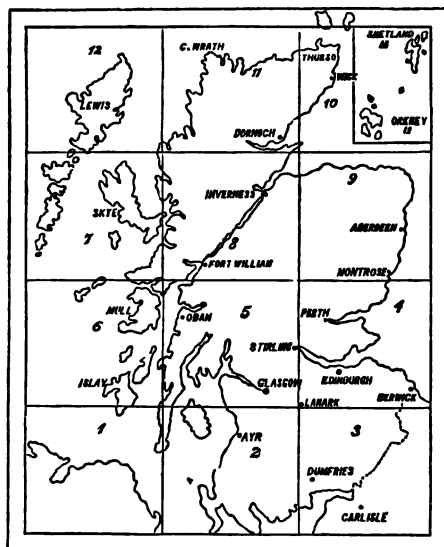 12
C. WRATH
11
THURSO
WICK
10
SHETLAND
LEWIS
DORNOCH
ORKNEY
INVERNESS
9
SKYE
ABERDEEN
7
8
FORT WILLIAM
MONTROSE
MULL
6
OBAN
5
PERTH
4
STIRLING
ISLAY
GLASGOW
EDINBURGH
BERWICK
LANARK
1
AYR
2
3
DUMFRIES
CARLISLE